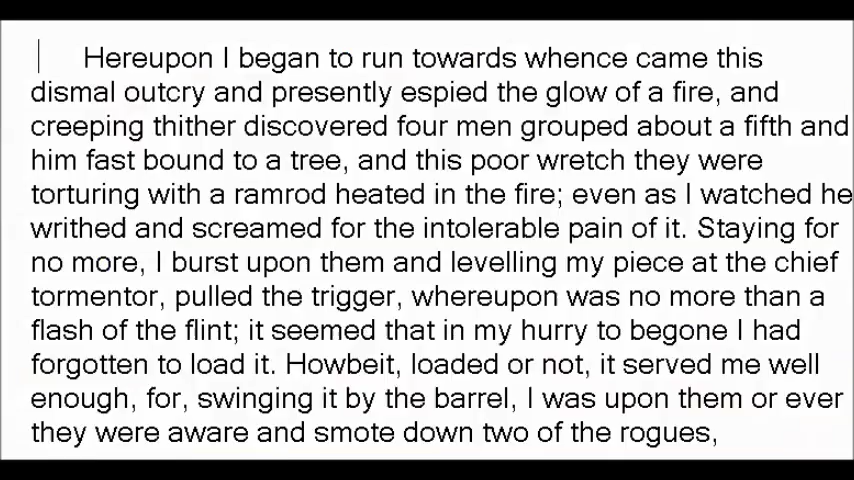 Hereupon I began to run towards whence came this
dismal outcry and presently espied the glow of a fire, and
creeping thither discovered four men grouped about a fifth and
him fast bound to a tree, and this poor wretch they were
torturing with a ramrod heated in the fire; even as I watched he
writhed and screamed for the intolerable pain of it. Staying for
no more, I burst upon them and levelling my piece at the chief
tormentor, pulled the trigger, whereupon was no more than a
flash of the flint; it seemed that in my hurry to begone I had
forgotten to load it. Howbeit, loaded or not, it served me well
enough, for, swinging it by the barrel, I was upon them or ever
they were aware and smote down two of the rogues,